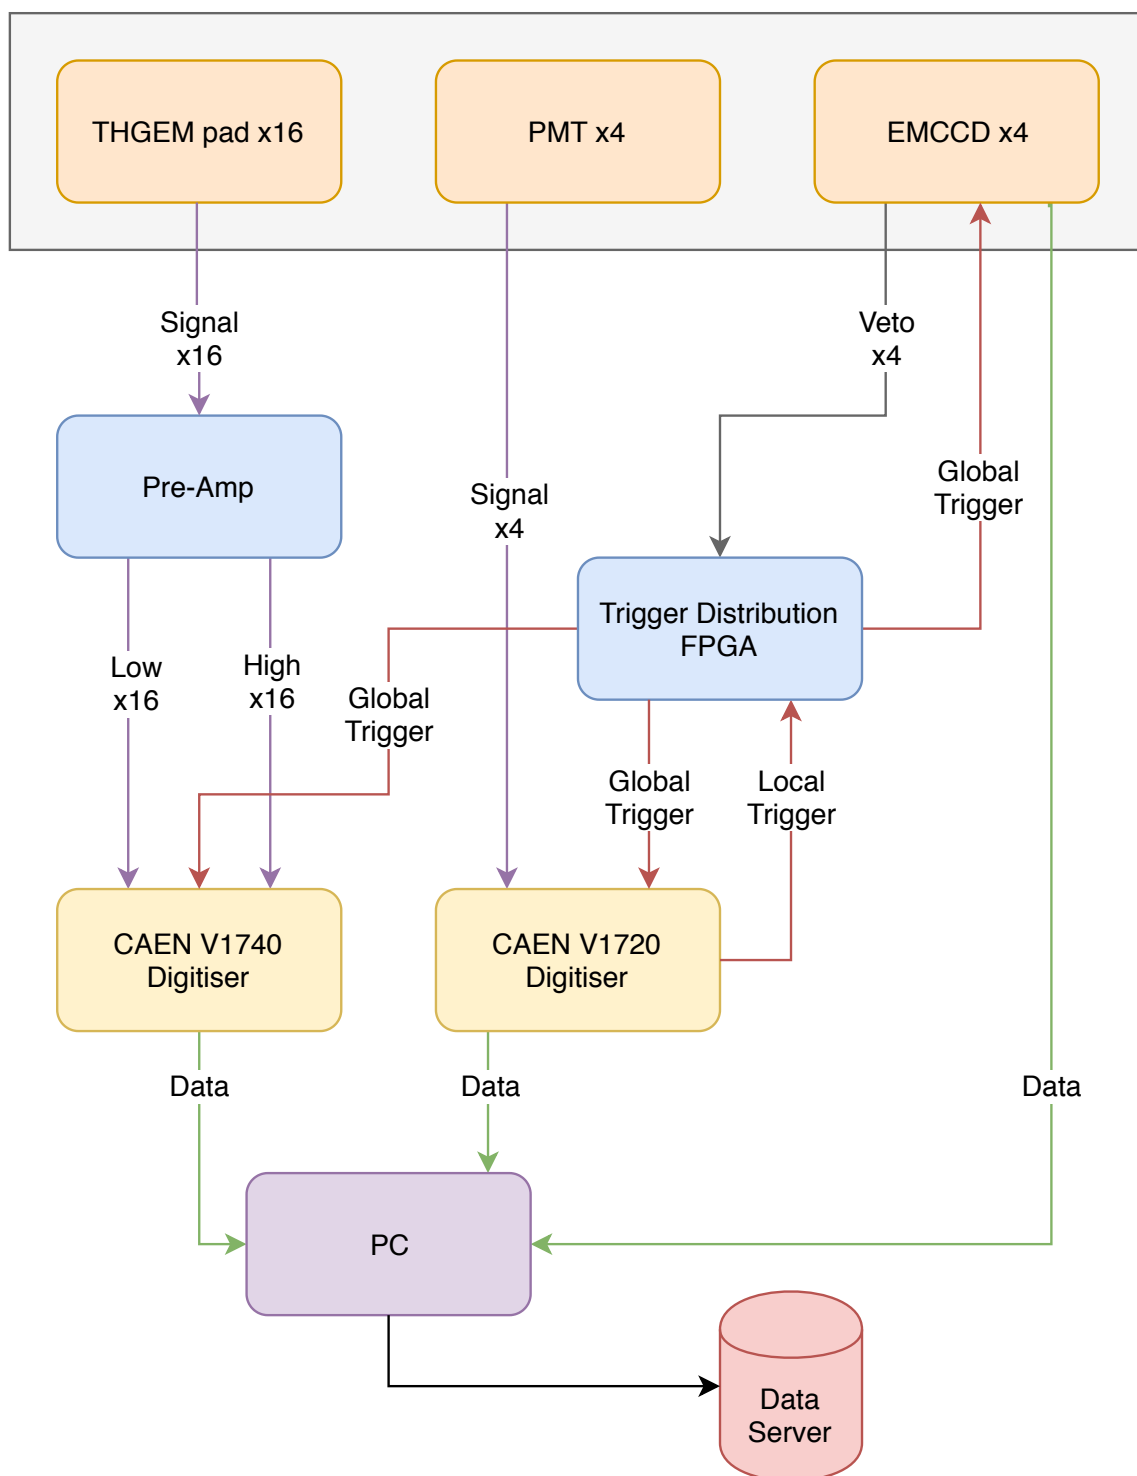 THGEM pad x16
PMT x4
EMCCD x4
Signal
x16
Veto
x4
Pre-Amp
Signal
x4
Global
Trigger
Trigger Distribution
FPGA
Low
x16
High
x16
Global
Trigger
Global
Trigger
Local
Trigger
CAEN V1740
Digitiser
CAEN V1720
Digitiser
Data
Data
Data
PC
Data
Server